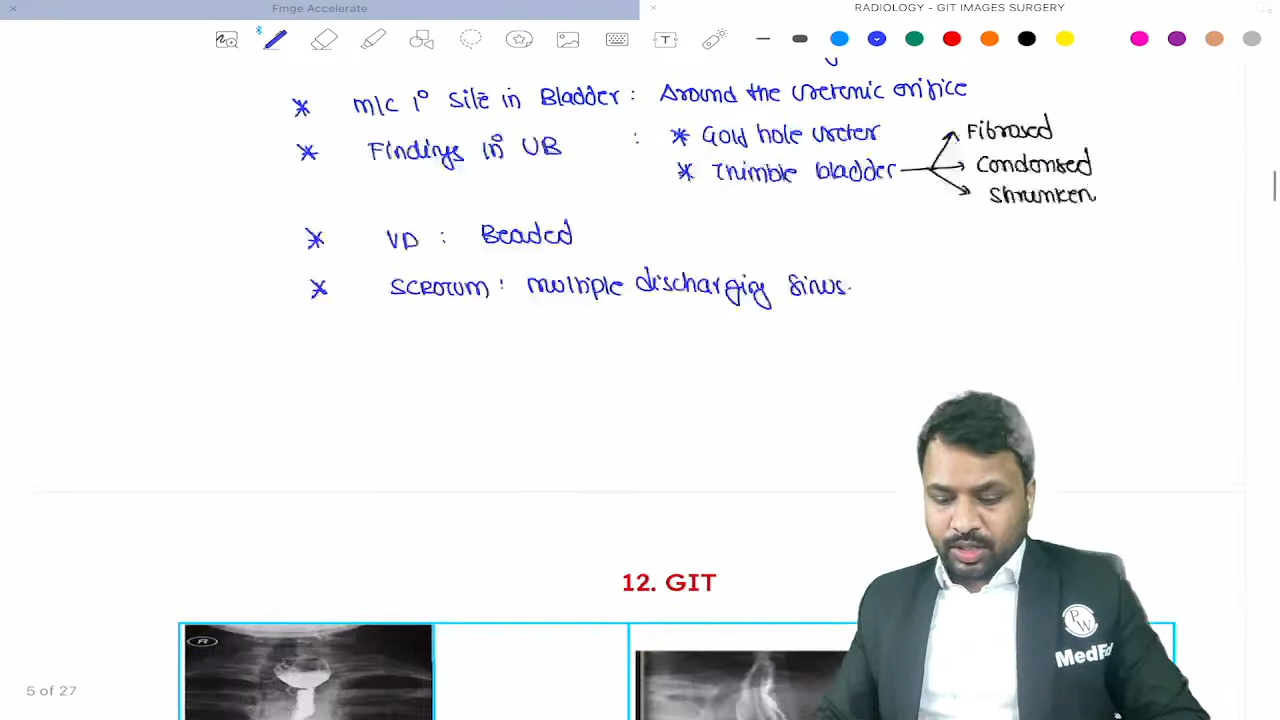 Fmge Accelerate
RADIOLOGY - GIT IMAGES SURGERY
* M/C 1° Site in Bladder : Around the Ureteric orifice
* Findings in UB : * Gold hole ureter
* Thimble bladder
Fibrosed
Condensed
Shrunken
* VD : Beaded
* SCROTUM : multiple discharging Sinus.
12. GIT
R
PW
MedEd
5 of 27